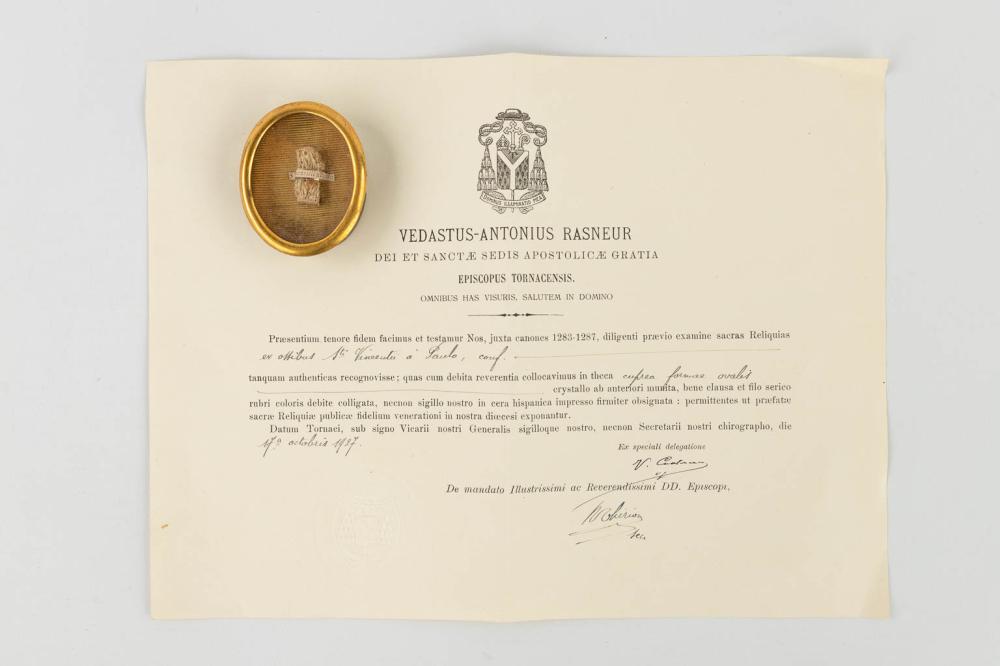 DOMINUS ILLUMINATIO MEA
VEDASTUS-ANTONIUS RASNEUR
DEI ET SANCTÆ SEDIS APOSTOLICÆ GRATIA
EPISCOPUS TORNACENSIS.
OMNIBUS HAS VISURIS, SALUTEM IN DOMINO
Præsentium tenore fidem facimus et testamur Nos, juxta canones 1283-1287, diligenti prævio examine sacras Reliquias
ex ossibus Sti Vincentii a Paulo, conf.
tanquam authenticas recognovisse; quas cum debita reverentia collocavimus in theca cuprea formae ovalis
crystallo ab anteriori munita, bene clausa et filo serico
rubri coloris debite colligata, necnon sigillo nostro in cera hispanica impresso firmiter obsignata : permittentes ut præfatæ
sacræ Reliquiæ publicæ fidelium venerationi in nostra diœcesi exponantur.
Datum Tornaci, sub signo Vicarii nostri Generalis sigilloque nostro, necnon Secretarii nostri chirographo, die
17ª octobris 1937.
Ex speciali delegatione
V.
De mandato Illustrissimi ac Reverendissimi DD. Episcopi,